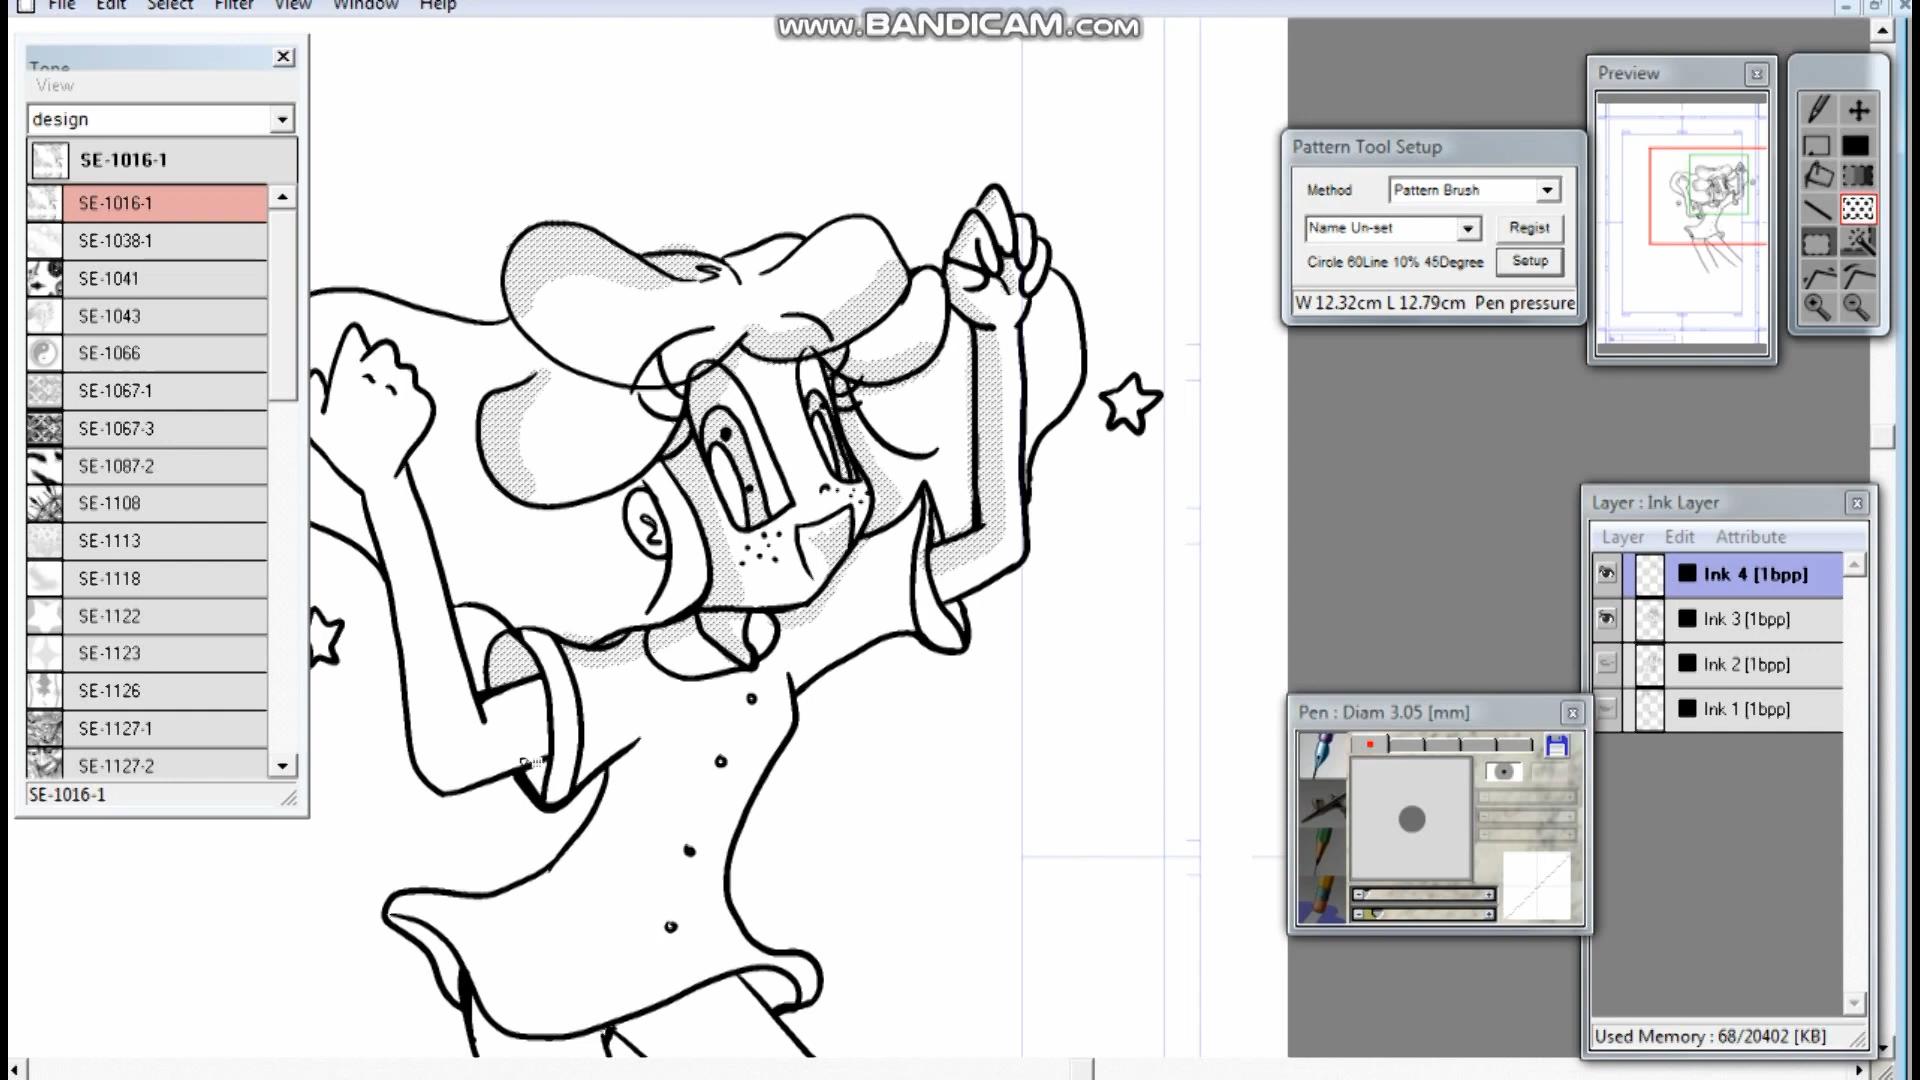 www.BANDICAM.com
File Edit Select Filter View Window Help
Tone
View
design
SE-1016-1
SE-1016-1
SE-1038-1
SE-1041
SE-1043
SE-1066
SE-1067-1
SE-1067-3
SE-1087-2
SE-1108
SE-1113
SE-1118
SE-1122
SE-1123
SE-1126
SE-1127-1
SE-1127-2
SE-1016-1
Pattern Tool Setup
Method Pattern Brush
Name Un-set Regist
Circle 60Line 10% 45Degree Setup
W 12.32cm L 12.79cm Pen pressure
Preview
Layer : Ink Layer
Layer Edit Attribute
Ink 4 [1bpp]
Ink 3 [1bpp]
Ink 2 [1bpp]
Ink 1 [1bpp]
Used Memory : 68/20402 [KB]
Pen : Diam 3.05 [mm]